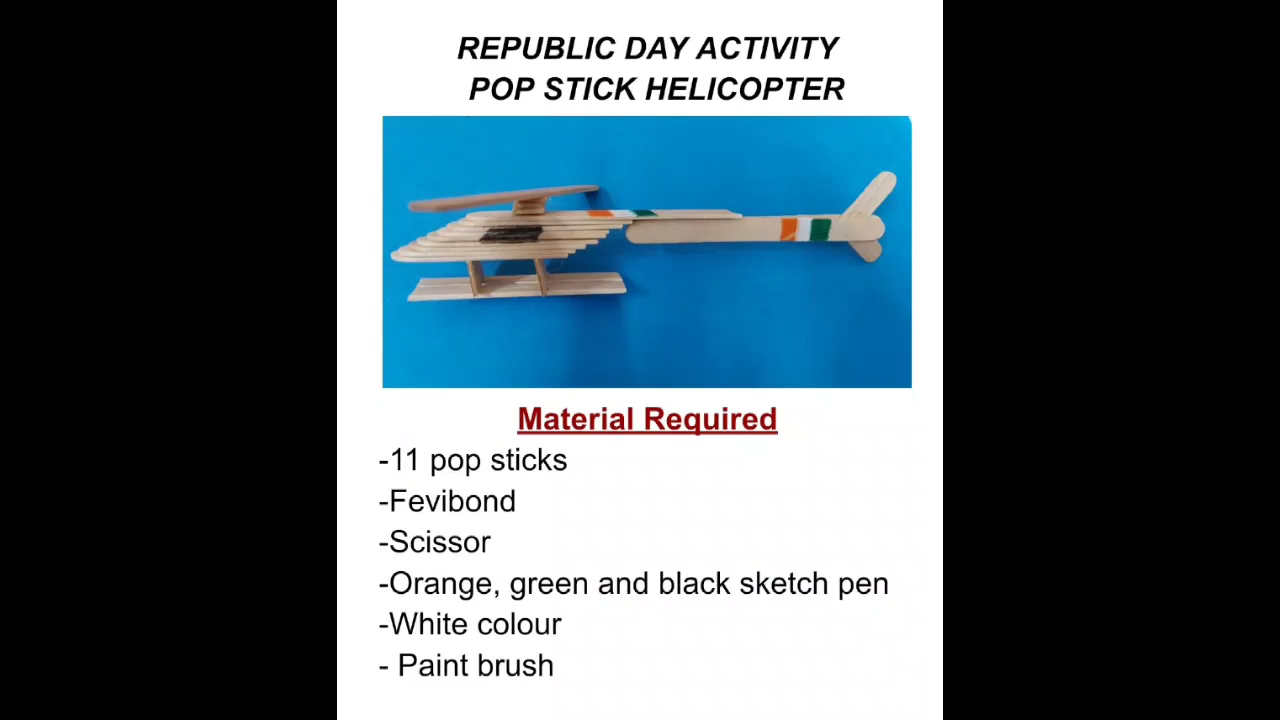 REPUBLIC DAY ACTIVITY
POP STICK HELICOPTER
Material Required
-11 pop sticks
-Fevibond
-Scissor
-Orange, green and black sketch pen
-White colour
- Paint brush